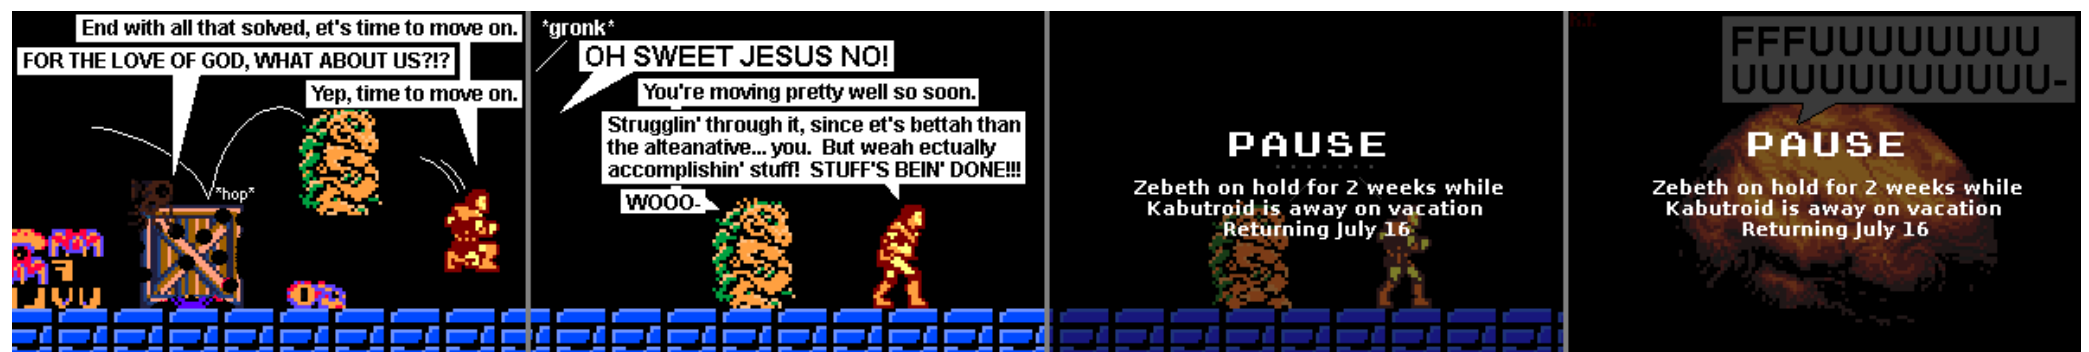 End with all that solved, et's time to move on.
FOR THE LOVE OF GOD, WHAT ABOUT US?!?
Yep, time to move on.
*hop*
*gronk*
OH SWEET JESUS NO!
You're moving pretty well so soon.
Strugglin' through it, since et's bettah than
the alteanative... you. But weah ectually
accomplishin' stuff! STUFF'S BEIN' DONE!!!
WOOO-
PAUSE
Zebeth on hold for 2 weeks while
Kabutroid is away on vacation
Returning July 16
FFFUUUUUUUU
UUUUUUUUUUU-
PAUSE
Zebeth on hold for 2 weeks while
Kabutroid is away on vacation
Returning July 16